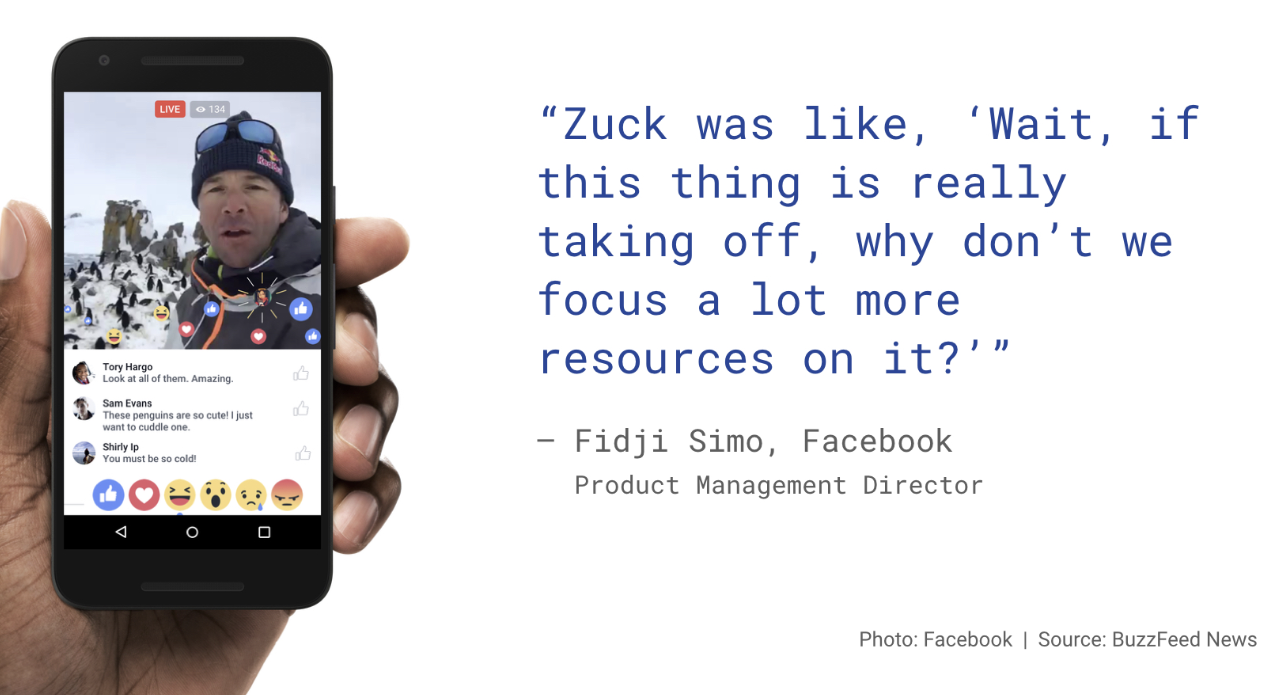 LIVE 134
Red Bull
Tory Hargo
Look at all of them. Amazing.
Sam Evans
These penguins are so cute! I just
want to cuddle one.
Shirly Ip
You must be so cold!
“Zuck was like, ‘Wait, if
this thing is really
taking off, why don’t we
focus a lot more
resources on it?’”
– Fidji Simo, Facebook
Product Management Director
Photo: Facebook | Source: BuzzFeed News